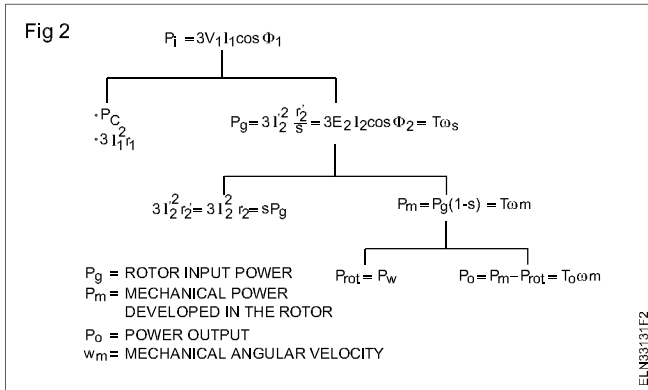 Fig 2
Pi = 3V1I1cos Φ1
•PC
•3 I1²r1
Pg = 3 I2'² r2'/s = 3E2 I2cos Φ2 = Tωs
3 I2'² r2' = 3 I2² r2 = sPg
Pm = Pg(1-s) = Tωm
Prot = Pw
Po = Pm – Prot = Toωm
Pg = ROTOR INPUT POWER
Pm = MECHANICAL POWER
DEVELOPED IN THE ROTOR
Po = POWER OUTPUT
wm = MECHANICAL ANGULAR VELOCITY
ELN33131F2